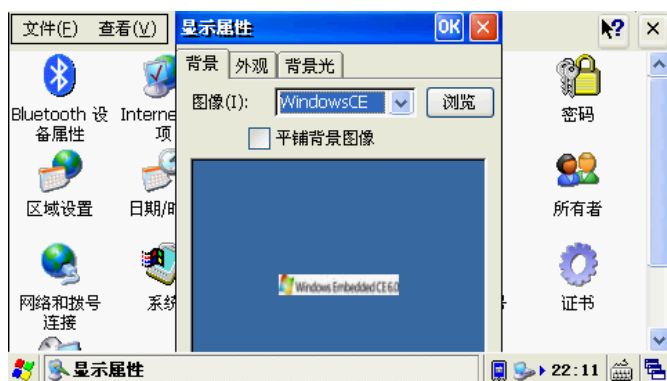 文件(F) 查看(V)
显示属性 OK
背景 外观 背景光
图像(I): WindowsCE 浏览
平铺背景图像
Windows Embedded CE 6.0
Bluetooth 设
备属性
Interne
项
密码
区域设置
日期/时
所有者
网络和拨号
连接
系统
号
证书
显示属性
22:11